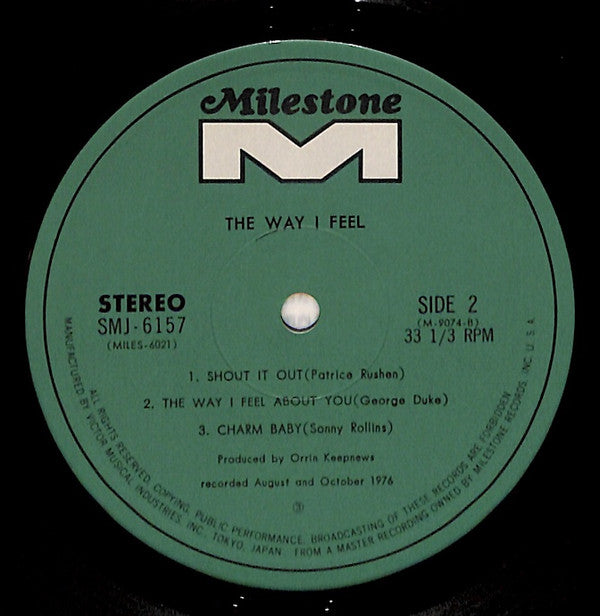 Milestone
M
THE WAY I FEEL
STEREO
SMJ-6157
(MILES-6021)
SIDE 2
(M-9074-B)
33 1/3 RPM
1. SHOUT IT OUT(Patrice Rushen)
2. THE WAY I FEEL ABOUT YOU(George Duke)
3. CHARM BABY(Sonny Rollins)
Produced by Orrin Keepnews
recorded August and October 1976
③
ALL RIGHTS RESERVED. COPYING, PUBLIC PERFORMANCE, BROADCASTING OF THESE RECORDS ARE FORBIDDEN
MANUFACTURED BY VICTOR MUSICAL INDUSTRIES, INC. TOKYO, JAPAN FROM A MASTER RECORDING OWNED BY MILESTONE RECORDS, INC. U.S.A.